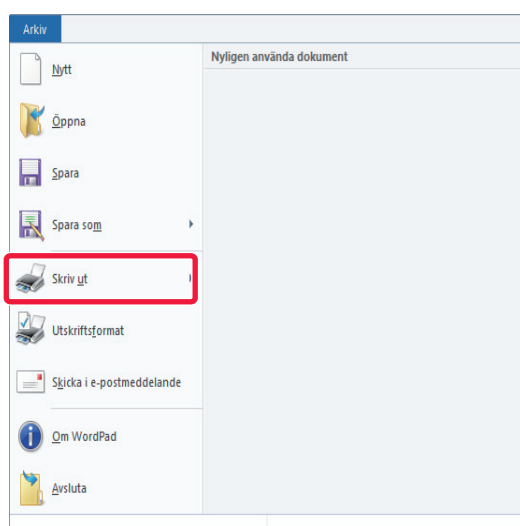 Arkiv
Nyligen använda dokument
Nytt
Öppna
Spara
Spara som
Skriv ut
Utskriftsformat
Skicka i e-postmeddelande
Om WordPad
Avsluta